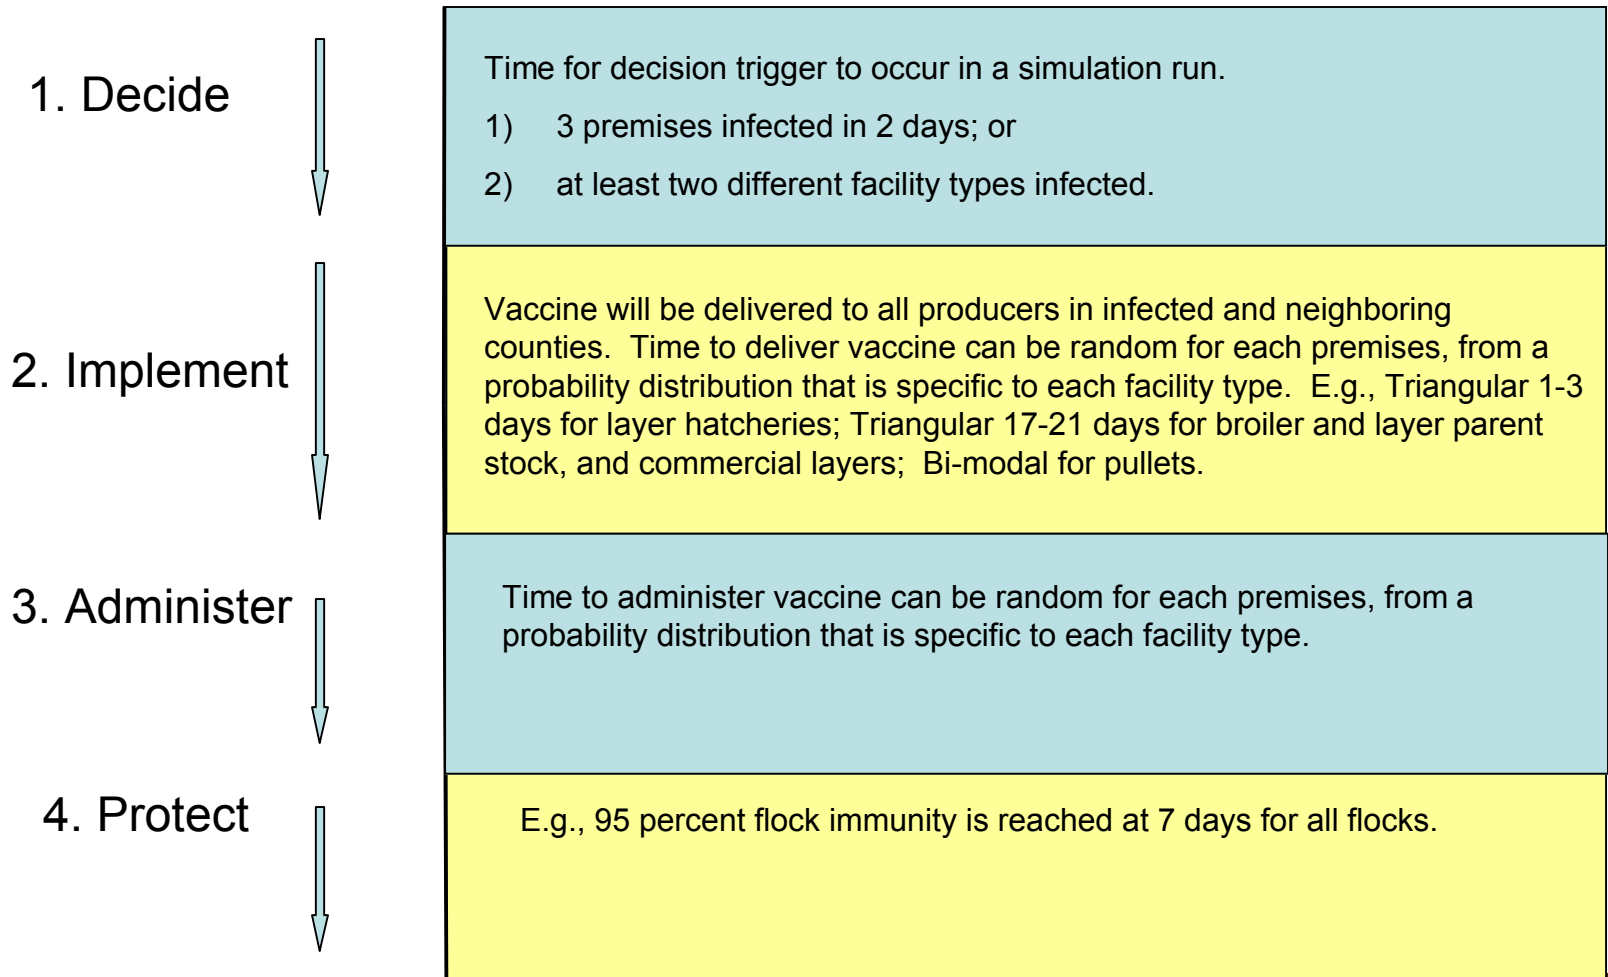 1. Decide
Time for decision trigger to occur in a simulation run.
1) 3 premises infected in 2 days; or
2) at least two different facility types infected.
2. Implement
Vaccine will be delivered to all producers in infected and neighboring
counties. Time to deliver vaccine can be random for each premises, from a
probability distribution that is specific to each facility type. E.g., Triangular 1-3
days for layer hatcheries; Triangular 17-21 days for broiler and layer parent
stock, and commercial layers; Bi-modal for pullets.
3. Administer
Time to administer vaccine can be random for each premises, from a
probability distribution that is specific to each facility type.
4. Protect
E.g., 95 percent flock immunity is reached at 7 days for all flocks.